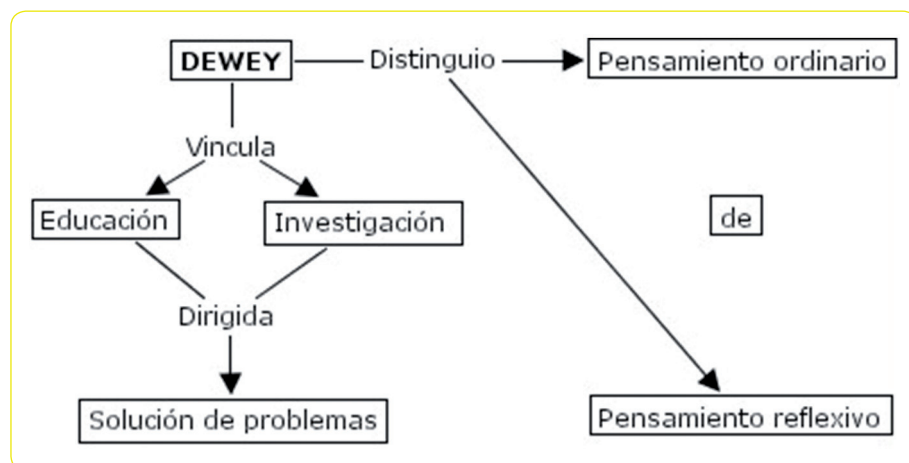 DEWEY
Distinguio
Pensamiento ordinario
Vincula
Educación
Investigación
de
Dirigida
Solución de problemas
Pensamiento reflexivo